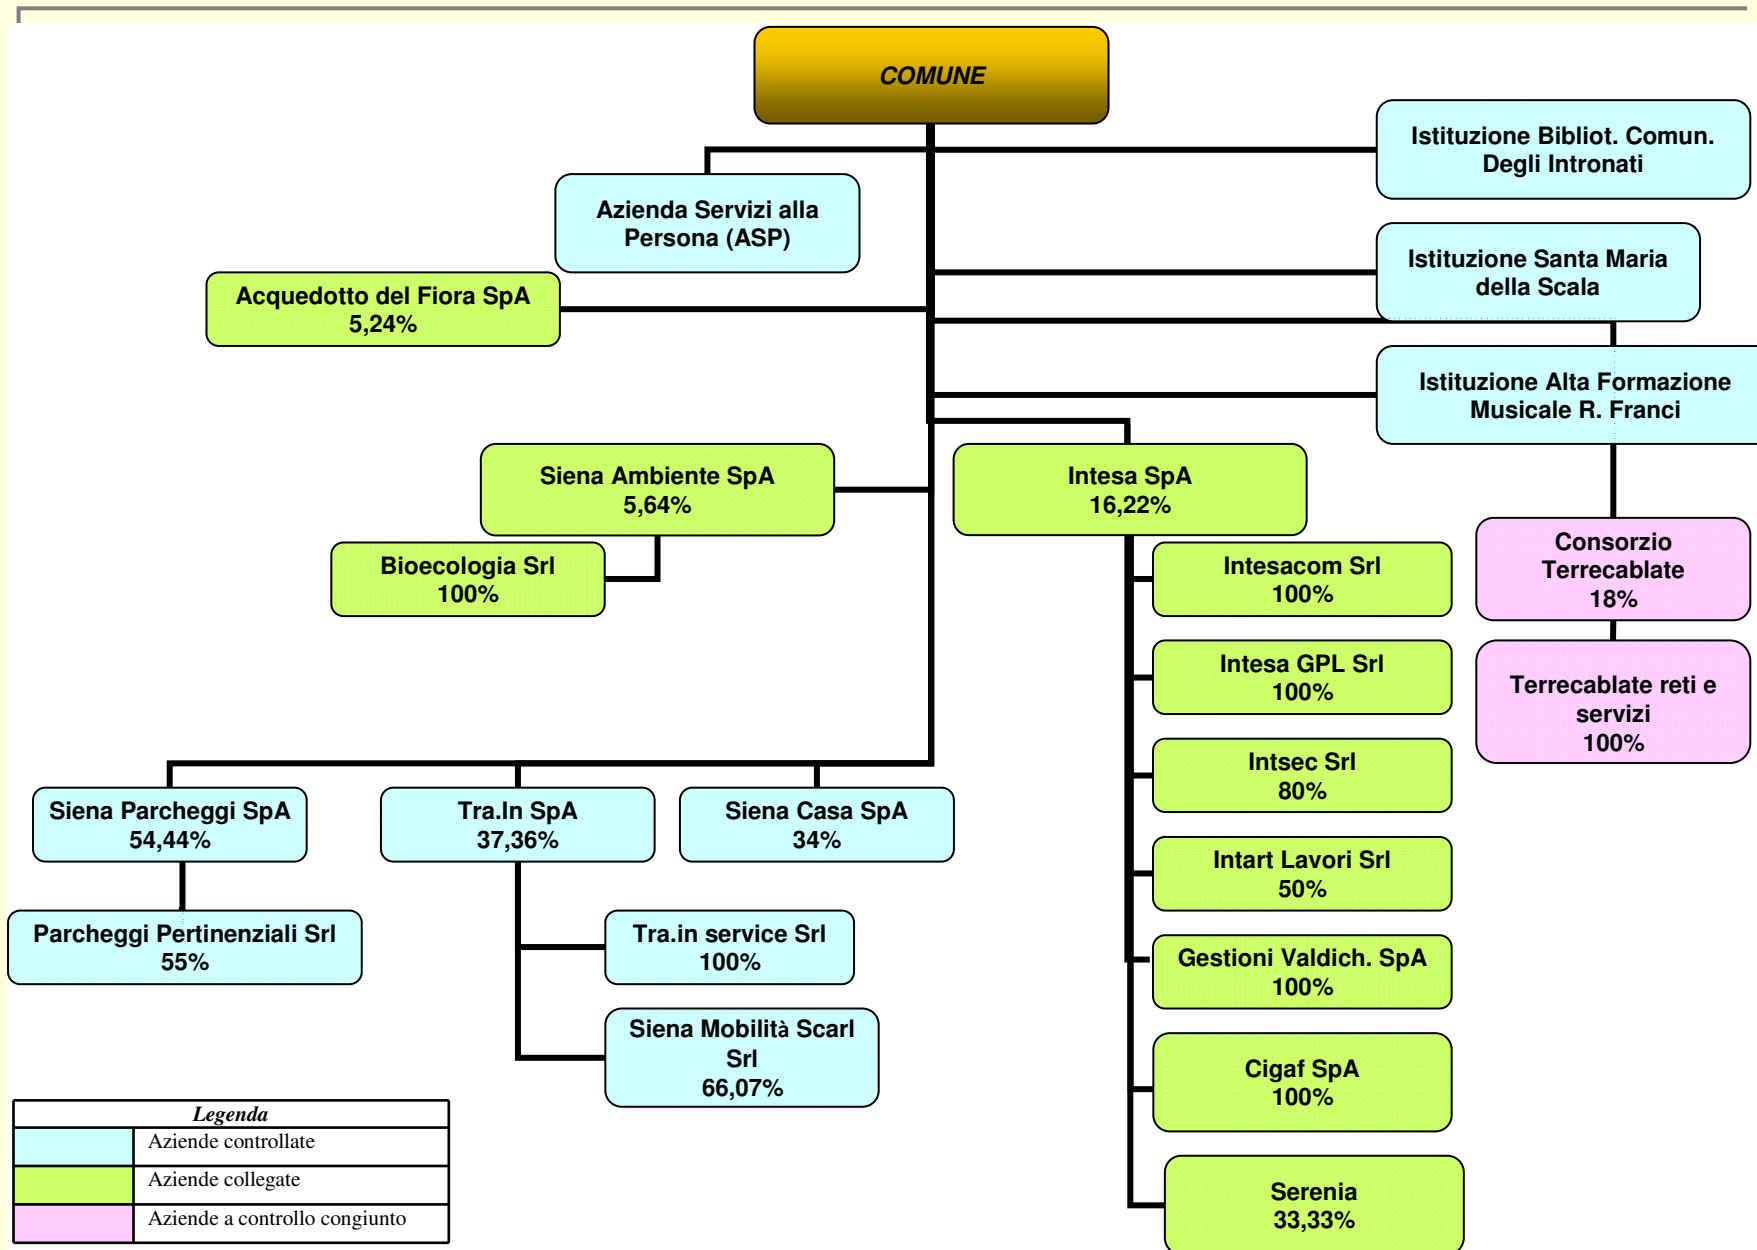 COMUNE
Istituzione Bibliot. Comun.
Degli Intronati
Azienda Servizi alla
Persona (ASP)
Istituzione Santa Maria
della Scala
Acquedotto del Fiora SpA
5,24%
Istituzione Alta Formazione
Musicale R. Franci
Siena Ambiente SpA
5,64%
Intesa SpA
16,22%
Bioecologia Srl
100%
Intesacom Srl
100%
Consorzio
Terrecablate
18%
Intesa GPL Srl
100%
Terrecablate reti e
servizi
100%
Intsec Srl
80%
Siena Parcheggi SpA
54,44%
Tra.In SpA
37,36%
Siena Casa SpA
34%
Intart Lavori Srl
50%
Parcheggi Pertinenziali Srl
55%
Tra.in service Srl
100%
Gestioni Valdich. SpA
100%
Siena Mobilità Scarl
Srl
66,07%
Cigaf SpA
100%
Serenia
33,33%
Legenda
Aziende controllate
Aziende collegate
Aziende a controllo congiunto